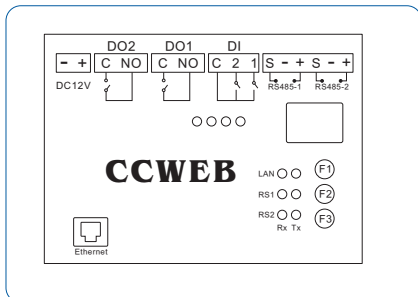 DO2 DO1 DI
- + C NO C NO C 2 1 S - + S - +
DC12V RS485-1 RS485-2
CCWEB
LAN F1
RS1 F2
RS2 F3
Rx Tx
Ethernet